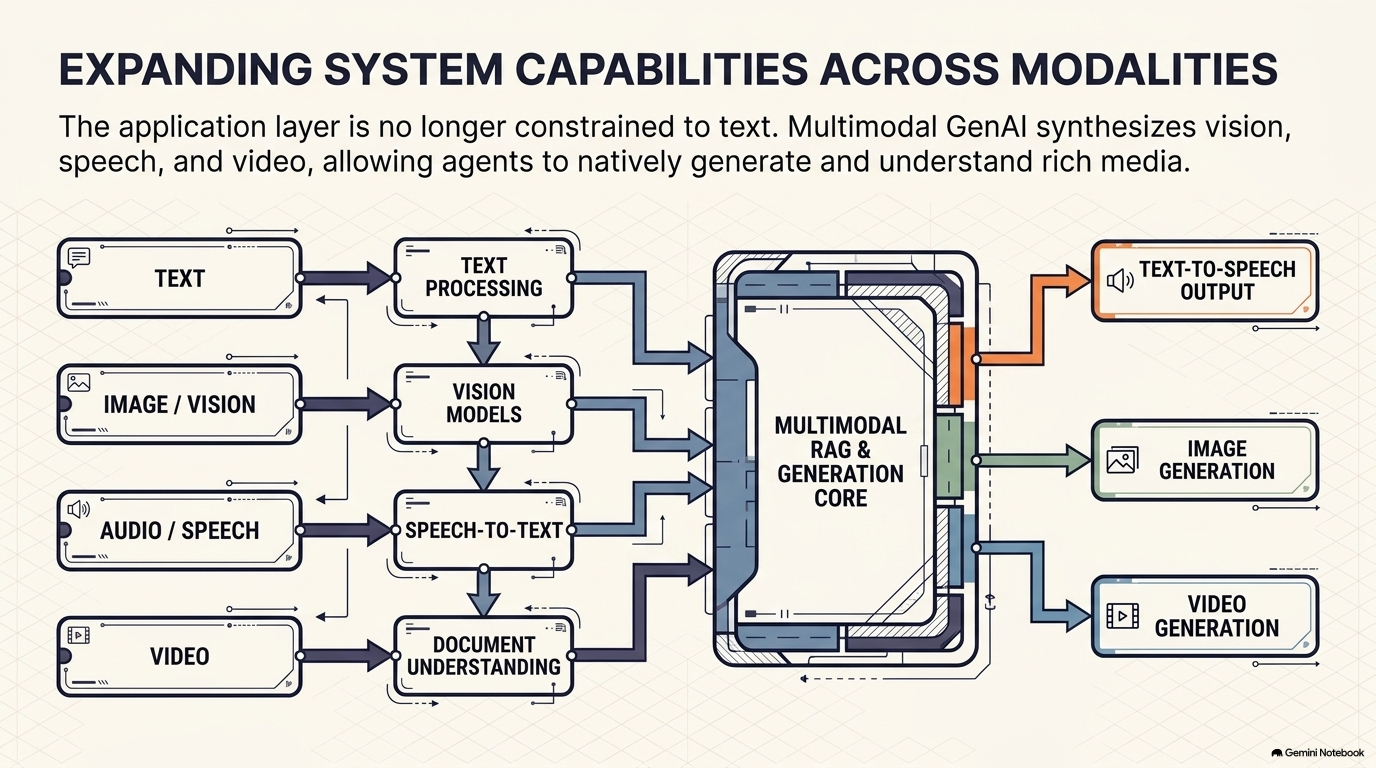 EXPANDING SYSTEM CAPABILITIES ACROSS MODALITIES
The application layer is no longer constrained to text. Multimodal GenAI synthesizes vision,
speech, and video, allowing agents to natively generate and understand rich media.
TEXT
IMAGE / VISION
AUDIO / SPEECH
VIDEO
TEXT
PROCESSING
VISION
MODELS
SPEECH-TO-TEXT
DOCUMENT
UNDERSTANDING
MULTIMODAL
RAG &
GENERATION
CORE
TEXT-TO-SPEECH
OUTPUT
IMAGE
GENERATION
VIDEO
GENERATION
Gemini Notebook